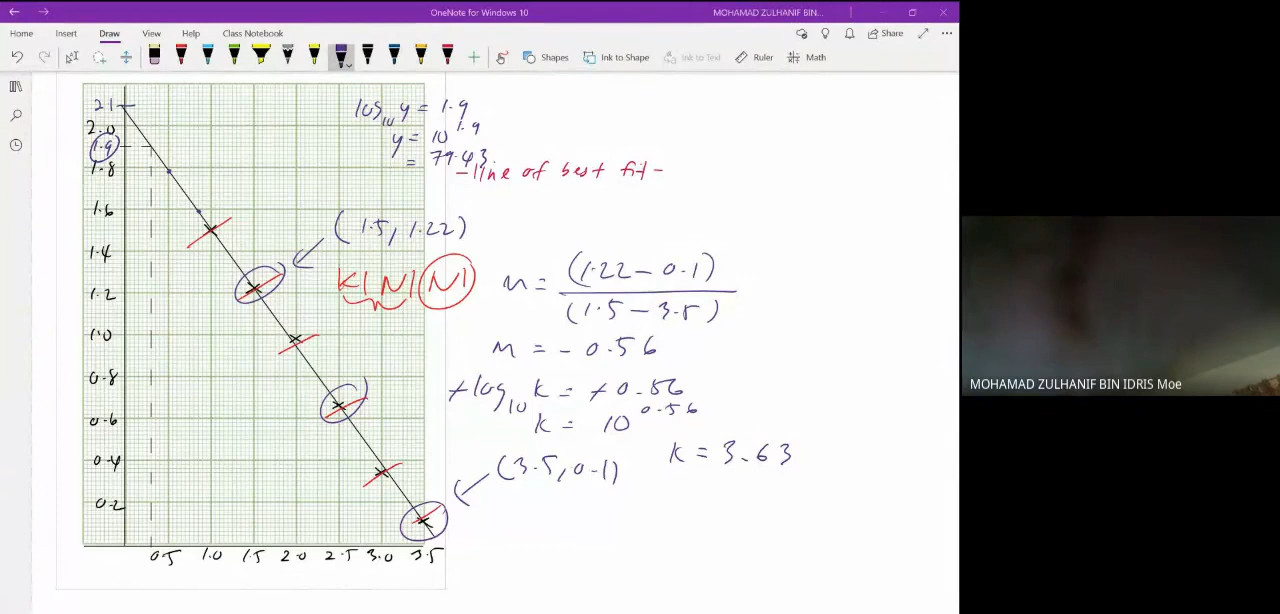 OneNote for Windows 10
MOHAMAD ZULHANIF BIN...
Home Insert Draw View Help Class Notebook
Share
Shapes Ink to Shape Ink to Text Ruler Math
2.1
2.0
1.9
1.8
1.6
1.4
1.2
1.0
0.8
0.6
0.4
0.2
0.5 1.0 1.5 2.0 2.5 3.0 3.5
log10 y = 1.9
y = 10^1.9
= 79.43
- line of best fit -
(1.5, 1.22)
K1 N1 N1
m = (1.22 - 0.1)
(1.5 - 3.5)
m = - 0.56
+log10 k = +0.56
k = 10^0.56
k = 3.63
(3.5, 0.1)
MOHAMAD ZULHANIF BIN IDRIS Moe